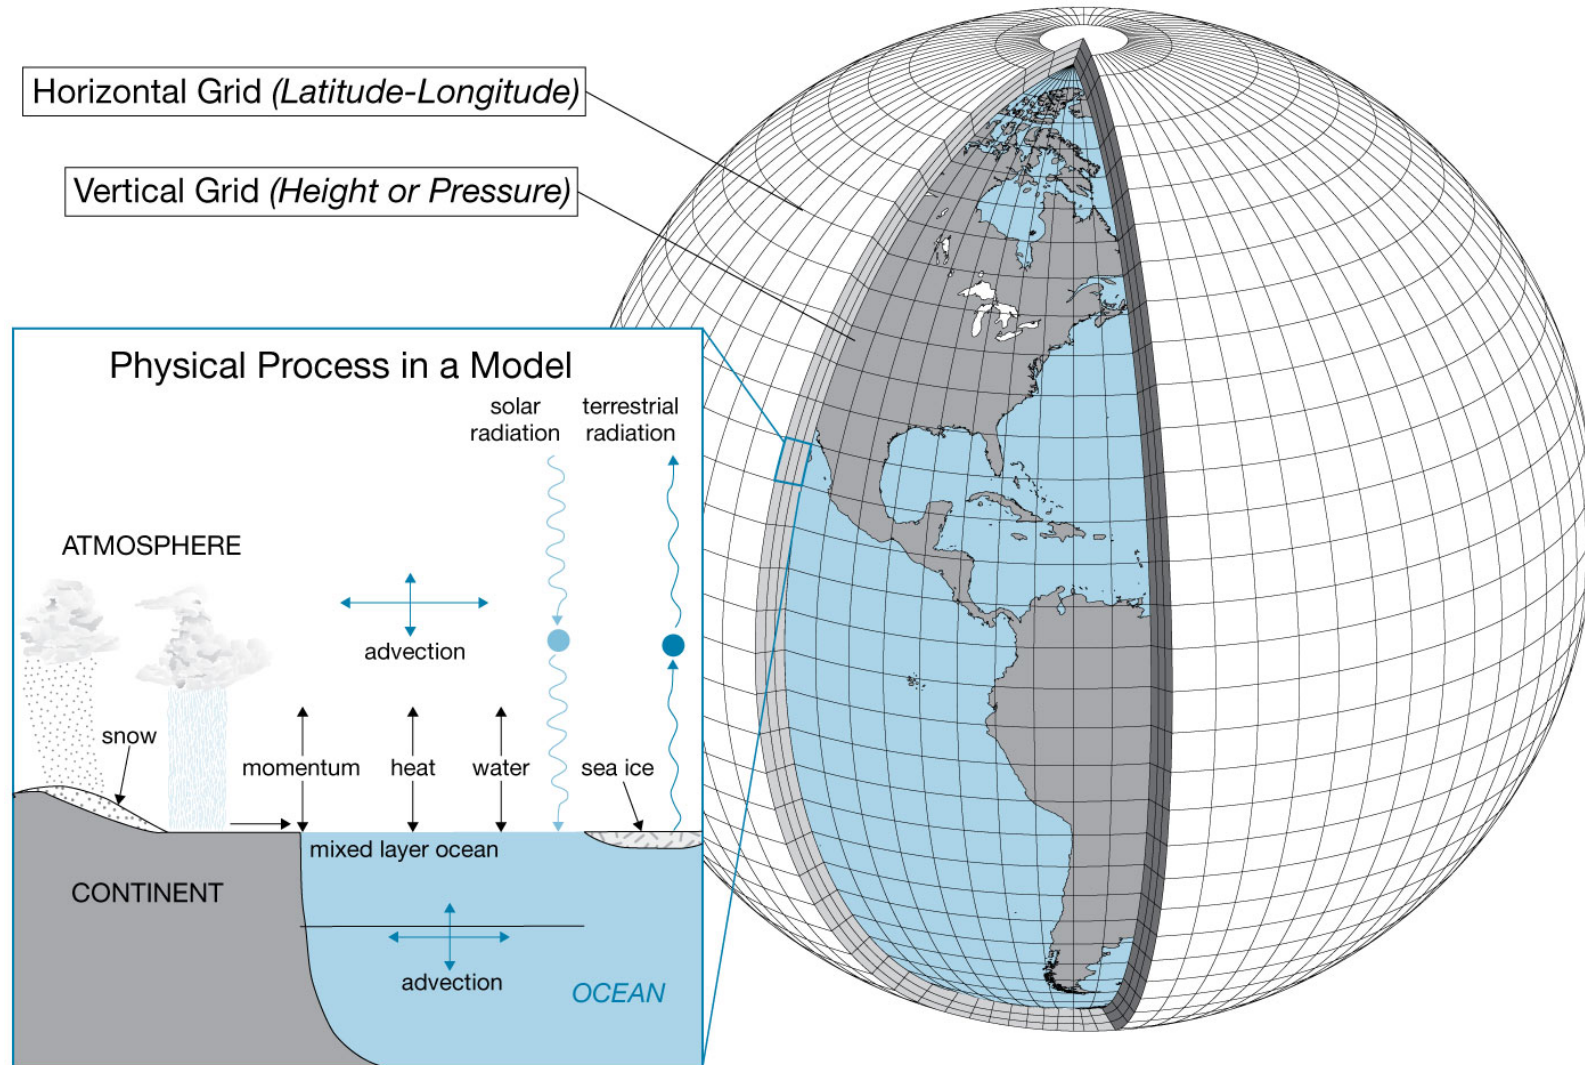 Horizontal Grid (Latitude-Longitude)
Vertical Grid (Height or Pressure)
Physical Process in a Model
solar
radiation
terrestrial
radiation
ATMOSPHERE
advection
snow
momentum
heat
water
sea ice
mixed layer ocean
CONTINENT
advection
OCEAN